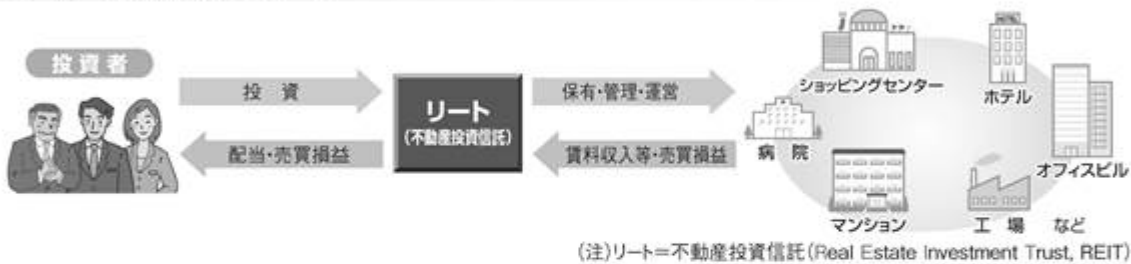 投資者
投 資
配当・売買損益
リート
(不動産投資信託)
保有・管理・運営
賃料収入等・売買損益
ショッピングセンター
HOTEL
ホテル
病 院
オフィスビル
マンション
工 場 など
(注)リート=不動産投資信託(Real Estate Investment Trust, REIT)